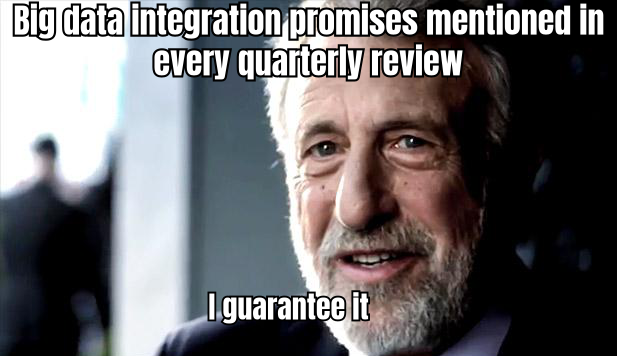 Big data integration promises mentioned in
every quarterly review
I guarantee it